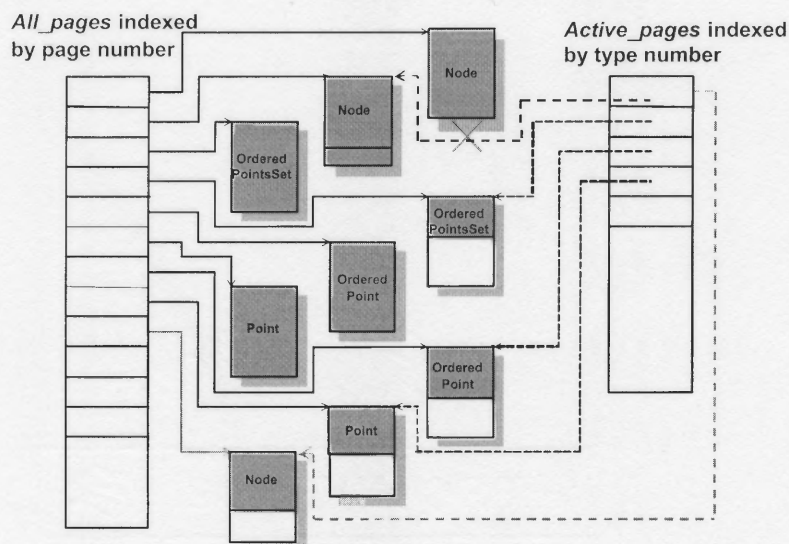 All_pages indexed
by page number
Active_pages indexed
by type number
Node
Node
Ordered
PointsSet
Ordered
PointsSet
Ordered
Point
Point
Ordered
Point
Point
Node